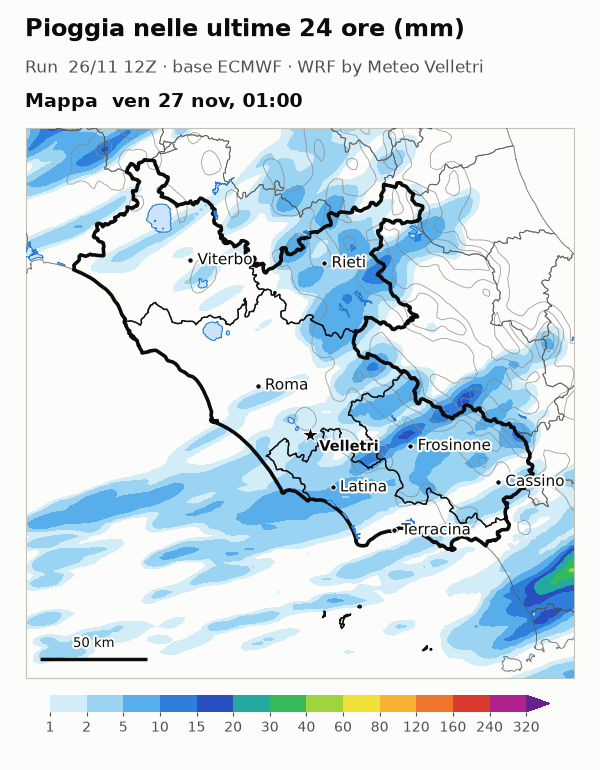 Pioggia nelle ultime 24 ore (mm)
Run 26/11 12Z · base ECMWF · WRF by Meteo Velletri
Mappa ven 27 nov, 01:00
Viterbo
Rieti
Roma
Velletri
Frosinone
Latina
Cassino
Terracina
50 km
1 2 5 10 15 20 30 40 60 80 120 160 240 320